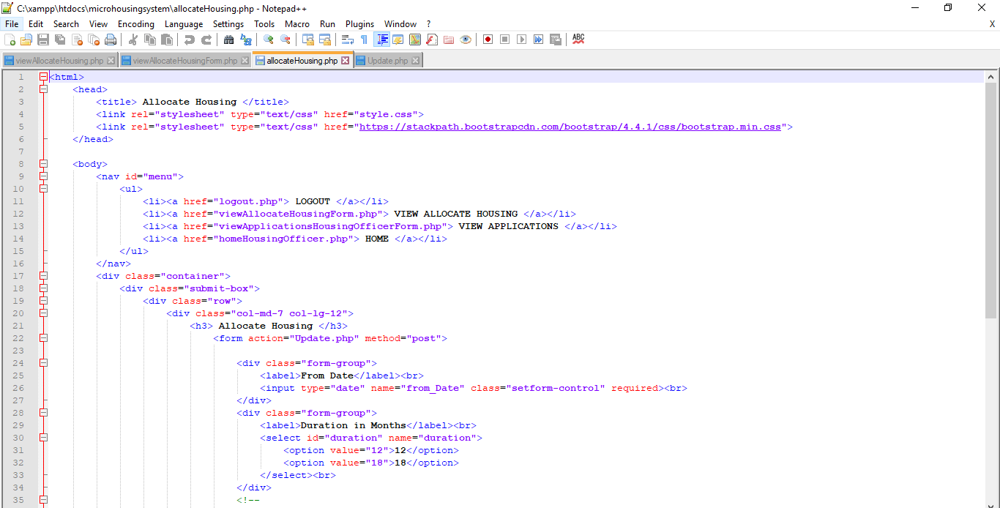 C:\xampp\htdocs\microhousingsystem\allocateHousing.php - Notepad++
File Edit Search View Encoding Language Settings Tools Macro Run Plugins Window ? X
ABC
viewAllocateHousing.php viewAllocateHousingForm.php allocateHousing.php Update.php
1 <html>
2 <head>
3 <title> Allocate Housing </title>
4 <link rel="stylesheet" type="text/css" href="style.css">
5 <link rel="stylesheet" type="text/css" href="https://stackpath.bootstrapcdn.com/bootstrap/4.4.1/css/bootstrap.min.css">
6 </head>
7
8 <body>
9 <nav id="menu">
10 <ul>
11 <li><a href="logout.php"> LOGOUT </a></li>
12 <li><a href="viewAllocateHousingForm.php"> VIEW ALLOCATE HOUSING </a></li>
13 <li><a href="viewApplicationsHousingOfficerForm.php"> VIEW APPLICATIONS </a></li>
14 <li><a href="homeHousingOfficer.php"> HOME </a></li>
15 </ul>
16 </nav>
17 <div class="container">
18 <div class="submit-box">
19 <div class="row">
20 <div class="col-md-7 col-lg-12">
21 <h3> Allocate Housing </h3>
22 <form action="Update.php" method="post">
23
24 <div class="form-group">
25 <label>From Date</label><br>
26 <input type="date" name="from_Date" class="setform-control" required><br>
27 </div>
28 <div class="form-group">
29 <label>Duration in Months</label><br>
30 <select id="duration" name="duration">
31 <option value="12">12</option>
32 <option value="18">18</option>
33 </select><br>
34 </div>
35 <!--